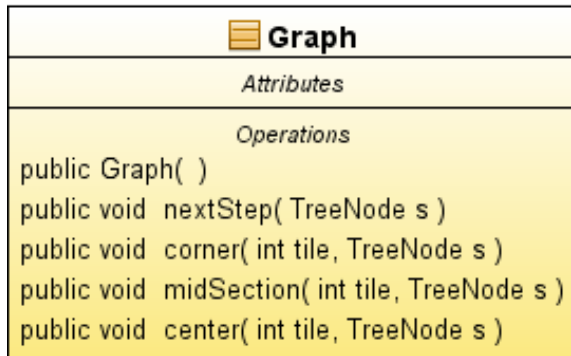 Graph
Attributes
Operations
public Graph( )
public void nextStep( TreeNode s )
public void corner( int tile, TreeNode s )
public void midSection( int tile, TreeNode s )
public void center( int tile, TreeNode s )